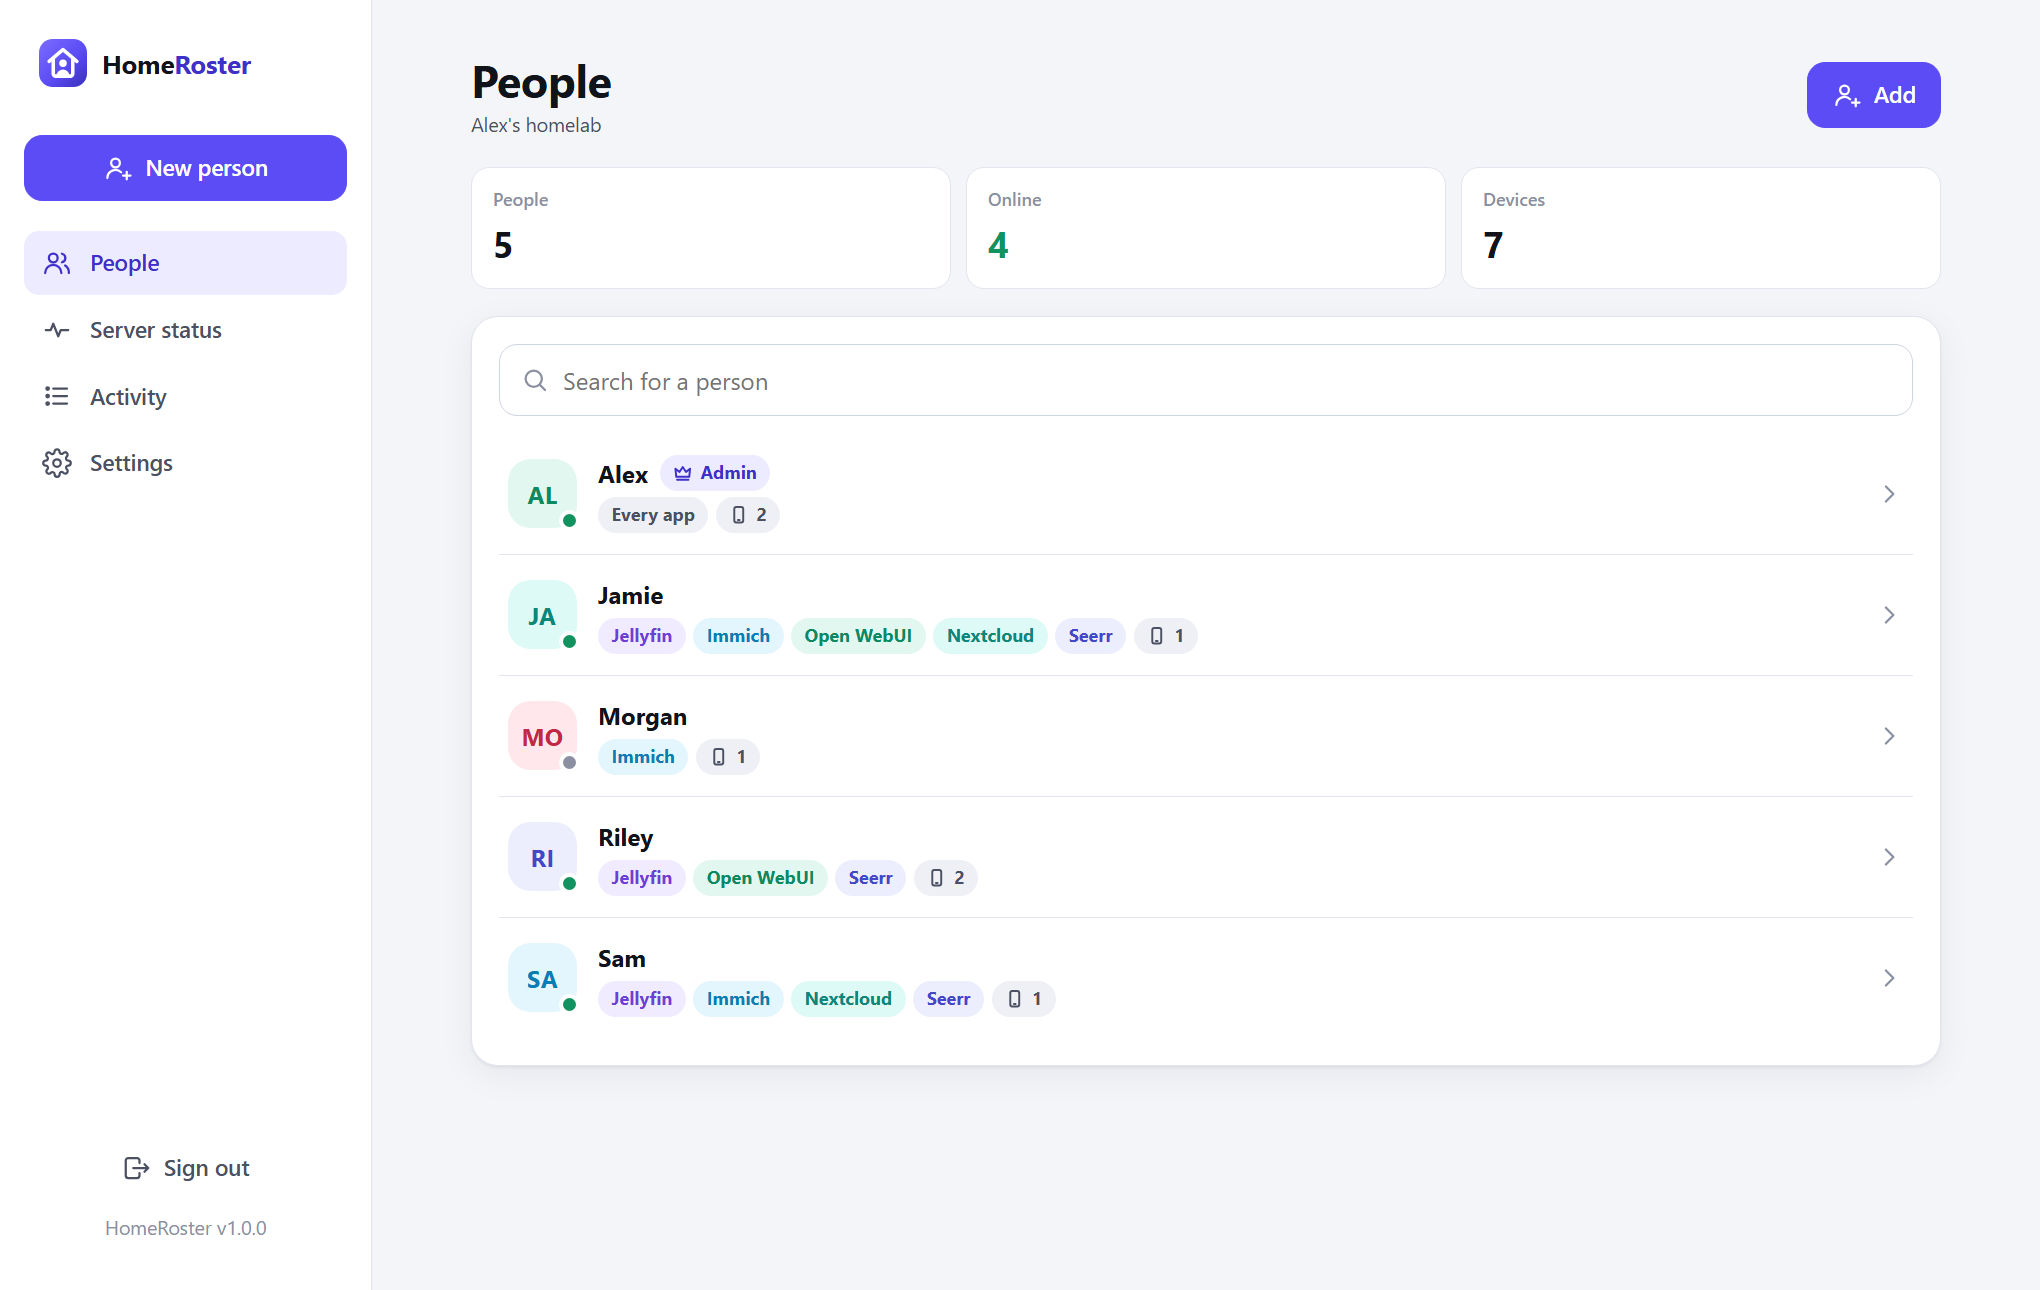 HomeRoster
New person
People
Server status
Activity
Settings
Sign out
HomeRoster v1.0.0
People
Alex's homelab
Add
People
5
Online
4
Devices
7
Search for a person
AL
Alex Admin
Every app 2
JA
Jamie
Jellyfin Immich Open WebUI Nextcloud Seerr 1
MO
Morgan
Immich 1
RI
Riley
Jellyfin Open WebUI Seerr 2
SA
Sam
Jellyfin Immich Nextcloud Seerr 1